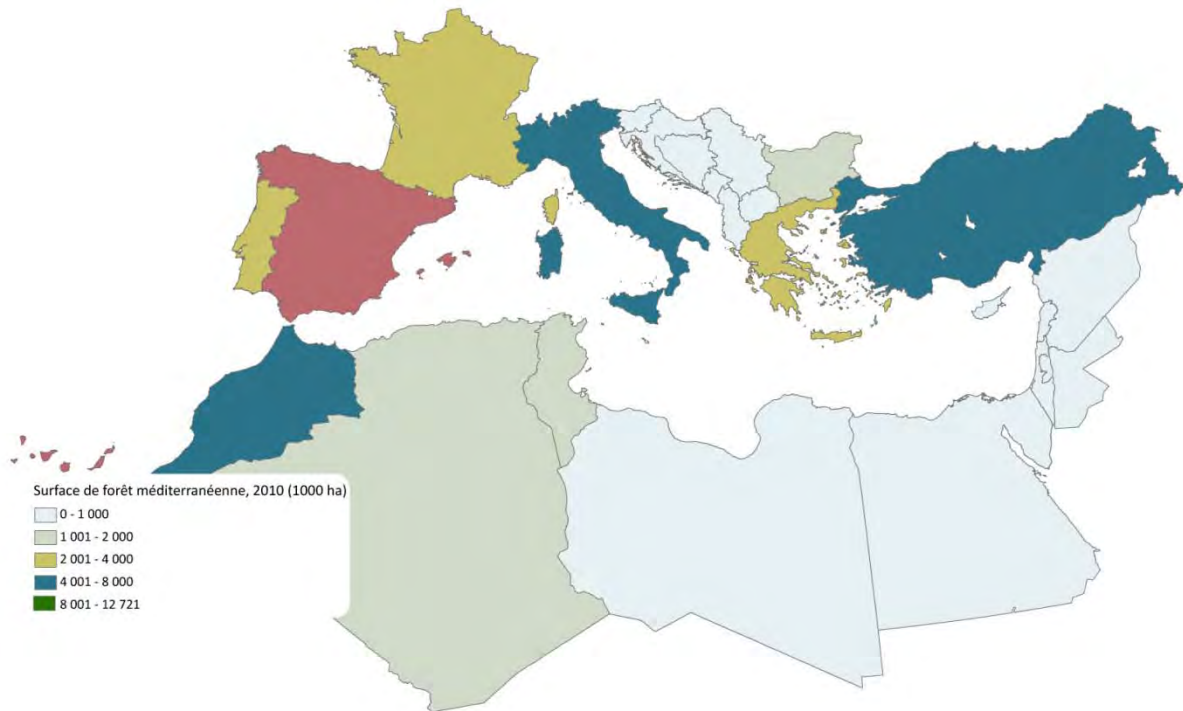 Surface de forêt méditerranéenne, 2010 (1000 ha)
0 - 1 000
1 001 - 2 000
2 001 - 4 000
4 001 - 8 000
8 001 - 12 721